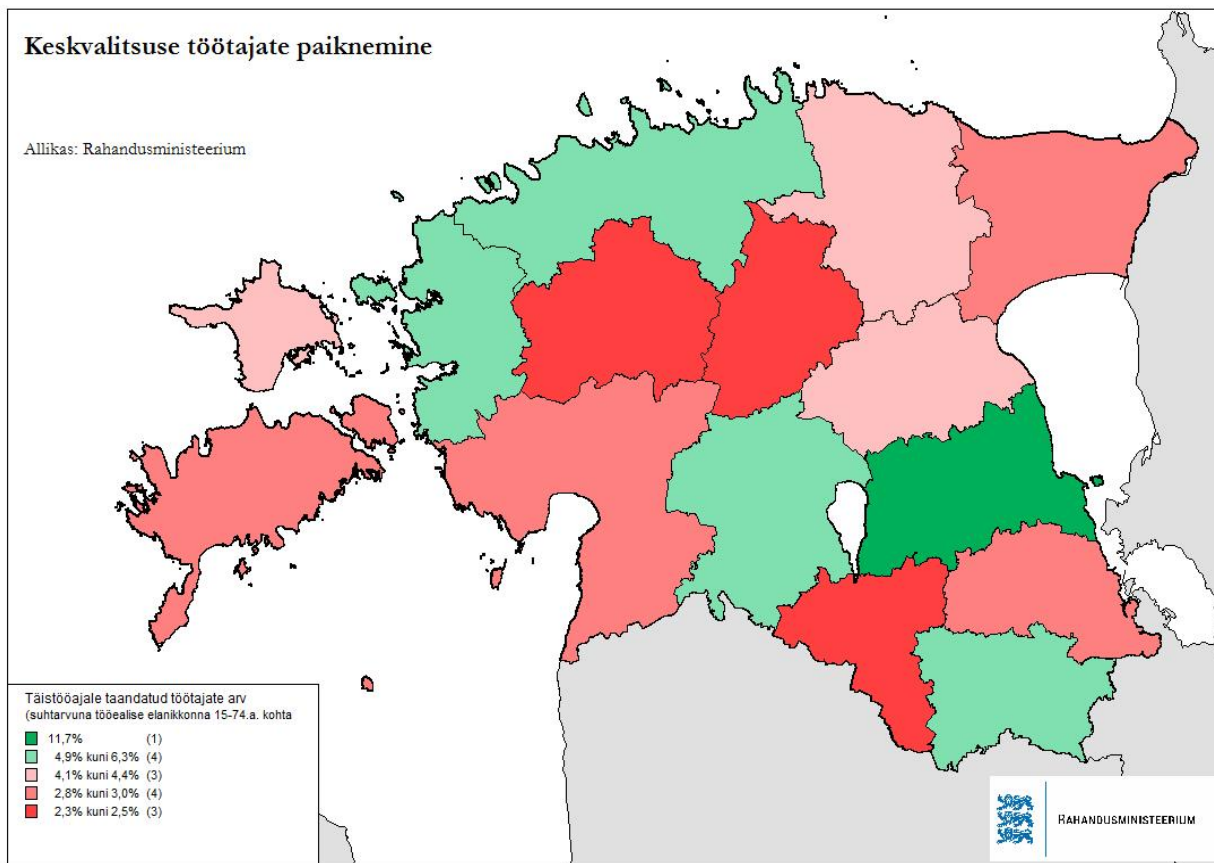 Keskvalitsuse töötajate paiknemine
Allikas: Rahandusministeerium
Täistööajale taandatud töötajate arv
(suhtarvuna tööealise elanikkonna 15-74.a. kohta
11,7% (1)
4,9% kuni 6,3% (4)
4,1% kuni 4,4% (3)
2,8% kuni 3,0% (4)
2,3% kuni 2,5% (3)
RAHANDUSMINISTEERIUM